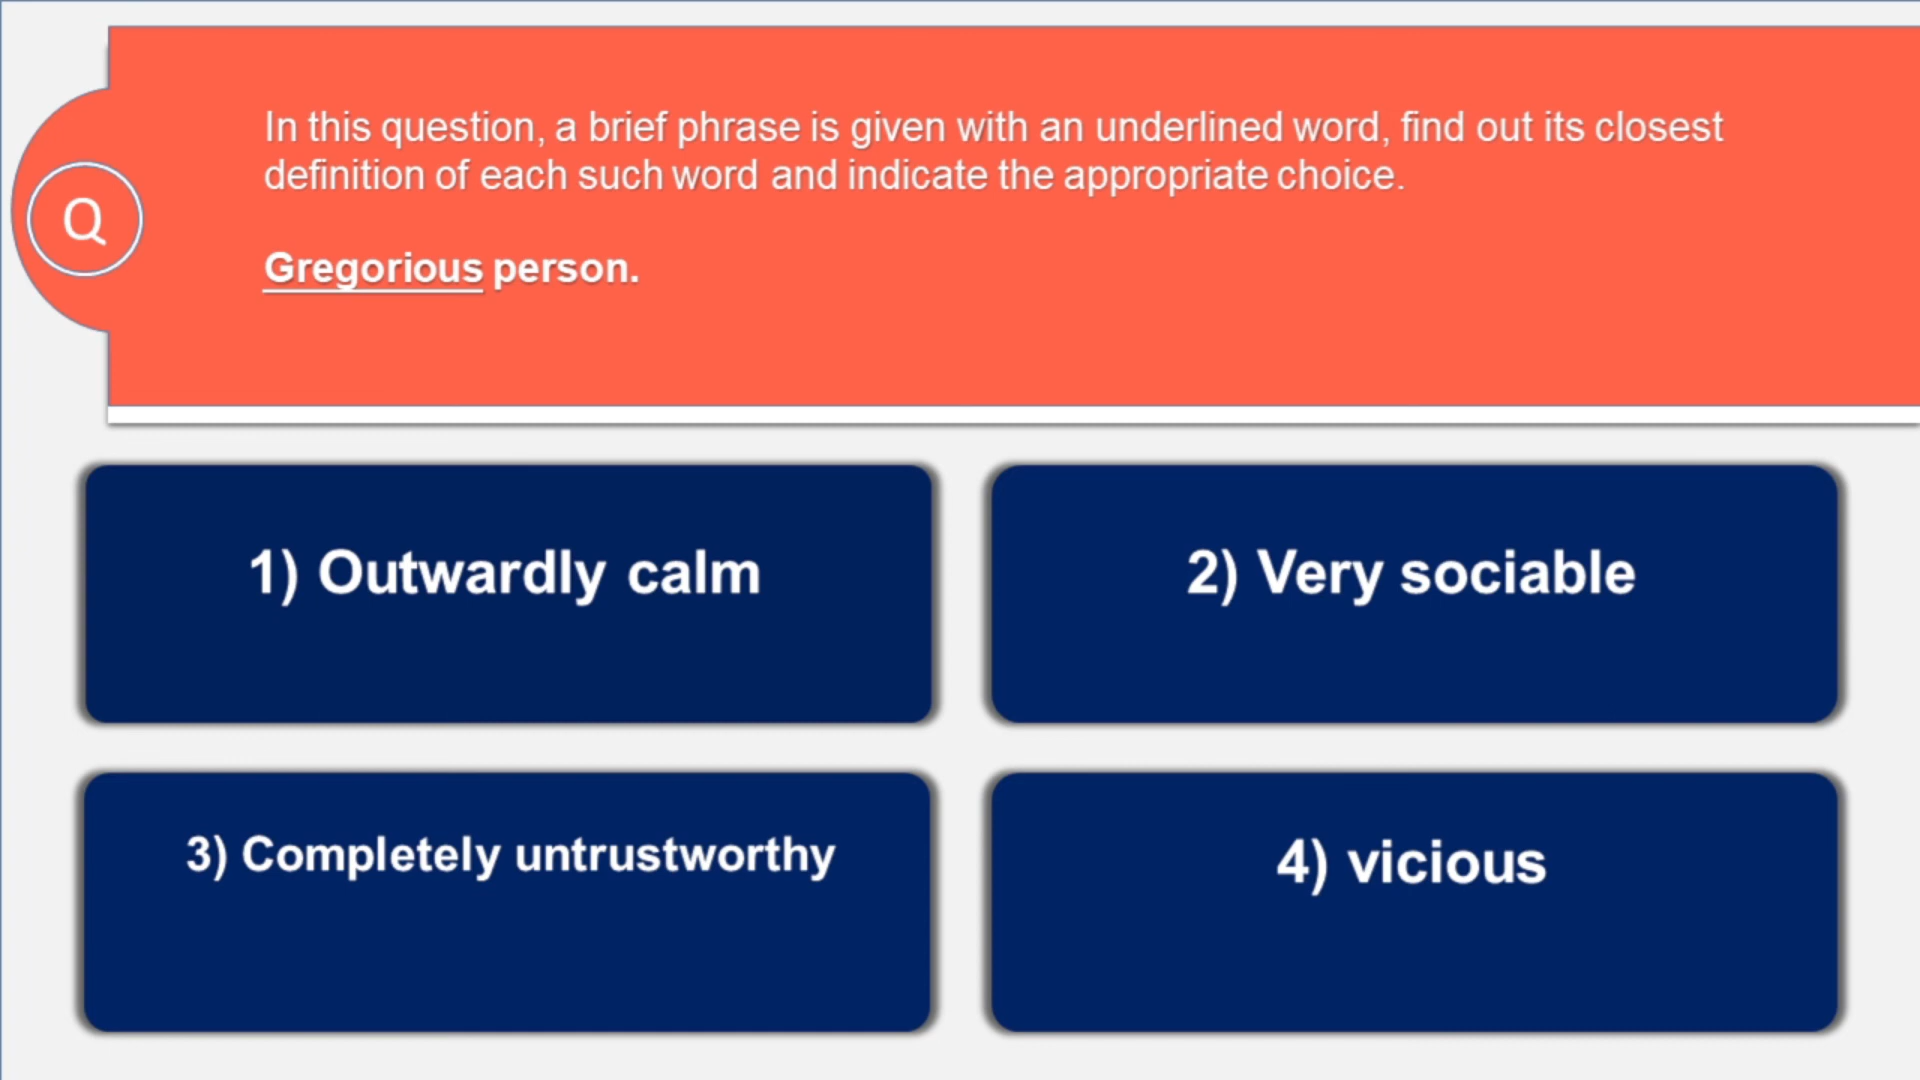 In this question, a brief phrase is given with an underlined word, find out its closest
definition of each such word and indicate the appropriate choice.
Q
Gregorious person.
1) Outwardly calm
2) Very sociable
3) Completely untrustworthy
4) vicious